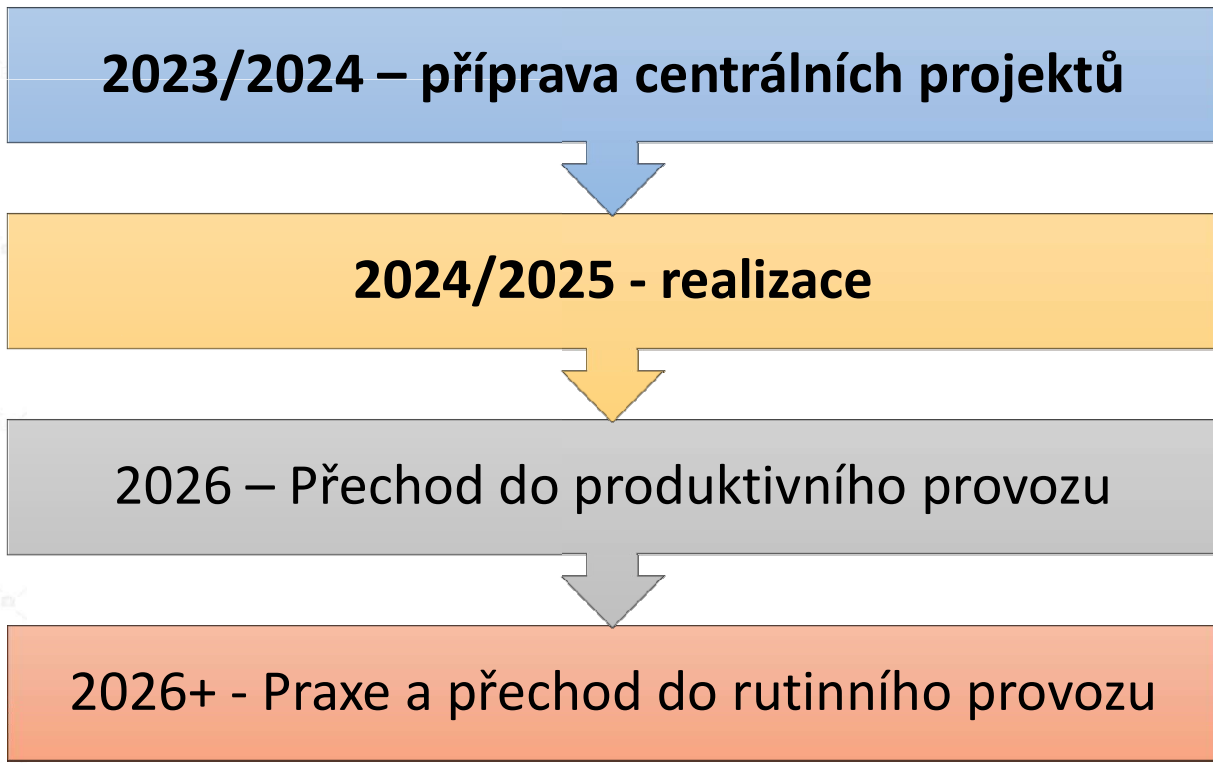 2023/2024 – příprava centrálních projektů
2024/2025 - realizace
2026 – Přechod do produktivního provozu
2026+ - Praxe a přechod do rutinního provozu